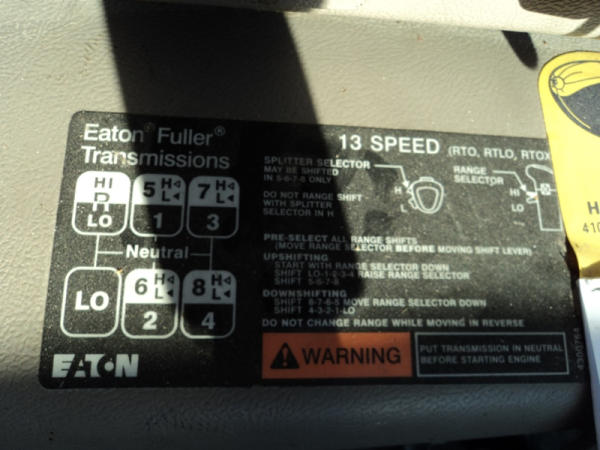 Eaton® Fuller®
Transmissions
HI
R
LO
5 H
L
1
7 H
L
3
Neutral
LO
6 H
L
2
8 H
L
4
EATON
13 SPEED (RTO, RTLO, RTOX
SPLITTER SELECTOR
MAY BE SHIFTED
IN 5-6-7-8 ONLY
H
L
RANGE
SELECTOR
HI
LO
DO NOT RANGE SHIFT
WITH SPLITTER
SELECTOR IN H
PRE-SELECT ALL RANGE SHIFTS
(MOVE RANGE SELECTOR BEFORE MOVING SHIFT LEVER)
UPSHIFTING
START WITH RANGE SELECTOR DOWN
SHIFT LO-1-2-3-4 RAISE RANGE SELECTOR
SHIFT 5-6-7-8
DOWNSHIFTING
SHIFT 8-7-6-5 MOVE RANGE SELECTOR DOWN
SHIFT 4-3-2-1-LO
DO NOT CHANGE RANGE WHILE MOVING IN REVERSE
WARNING
PUT TRANSMISSION IN NEUTRAL
BEFORE STARTING ENGINE
4300764
H
410